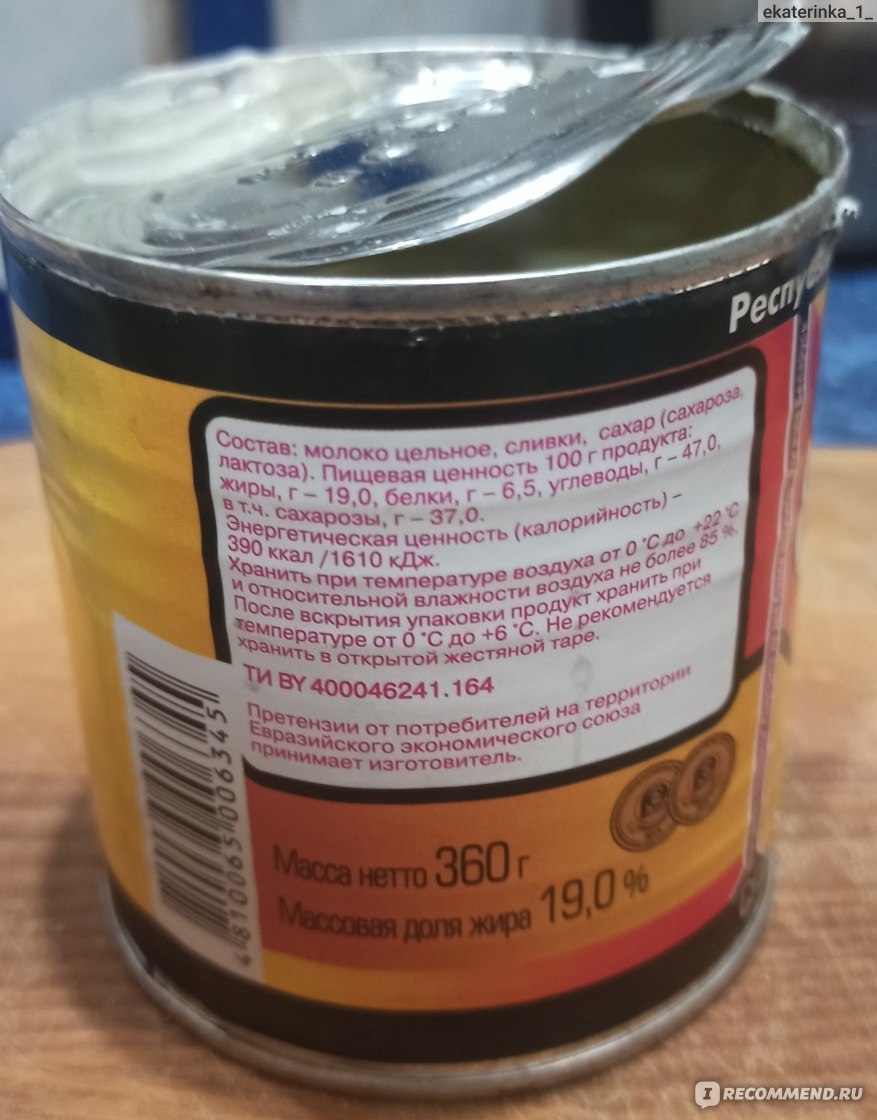 ekaterinka_1_
Респу
Состав: молоко цельное, сливки, сахар (сахароза,
лактоза). Пищевая ценность 100 г продукта:
жиры, г – 19,0, белки, г – 6,5, углеводы, г – 47,0,
в т.ч. сахарозы, г – 37,0.
Энергетическая ценность (калорийность) –
390 ккал /1610 кДж.
Хранить при температуре воздуха от 0 °С до +22 °С
и относительной влажности воздуха не более 85 %.
После вскрытия упаковки продукт хранить при
температуре от 0 °С до +6 °С. Не рекомендуется
хранить в открытой жестяной таре.
ТИ BY 400046241.164
Претензии от потребителей на территории
Евразийского экономического союза
принимает изготовитель.
4810065006345
Масса нетто 360 г
Массовая доля жира 19,0 %
RECOMMEND.RU